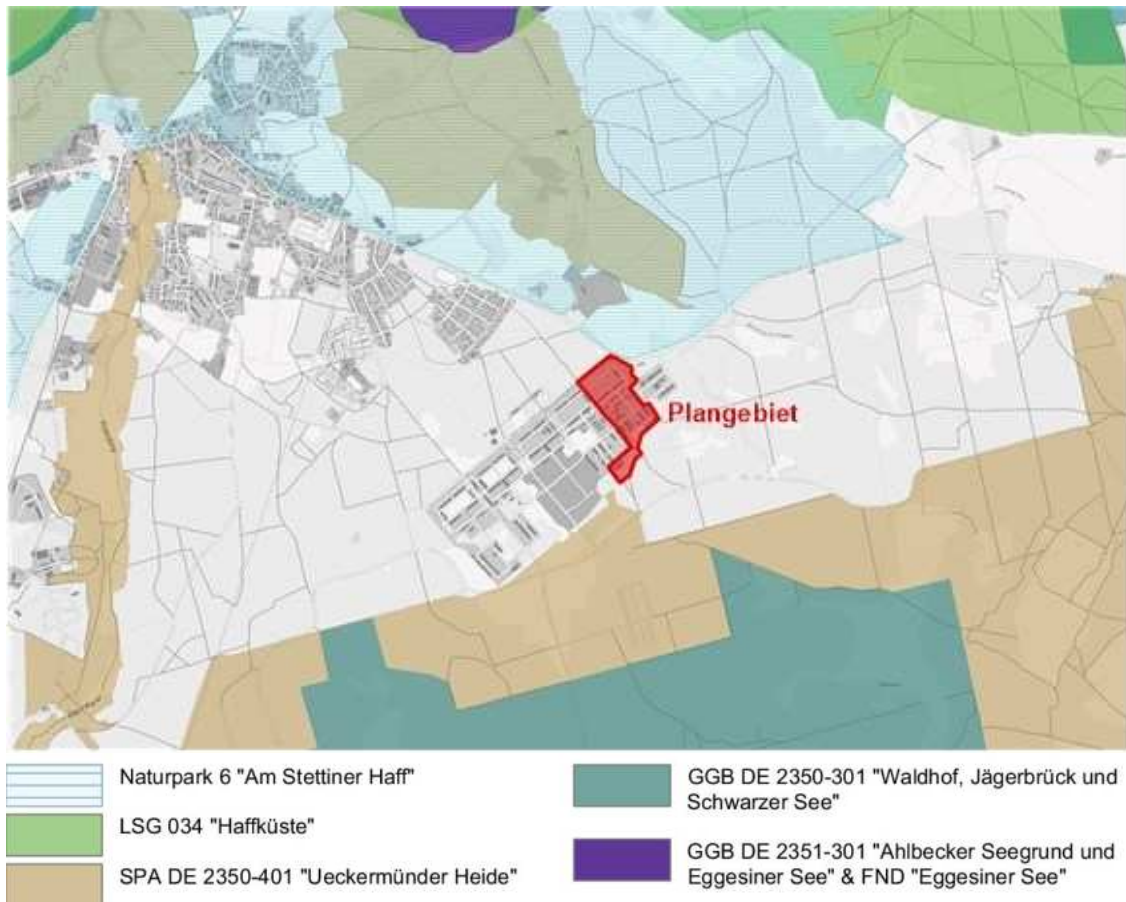 Plangebiet
Naturpark 6 "Am Stettiner Haff"
LSG 034 "Haffküste"
SPA DE 2350-401 "Ueckermünder Heide"
GGB DE 2350-301 "Waldhof, Jägerbrück und
Schwarzer See"
GGB DE 2351-301 "Ahlbecker Seegrund und
Eggesiner See" & FND "Eggesiner See"